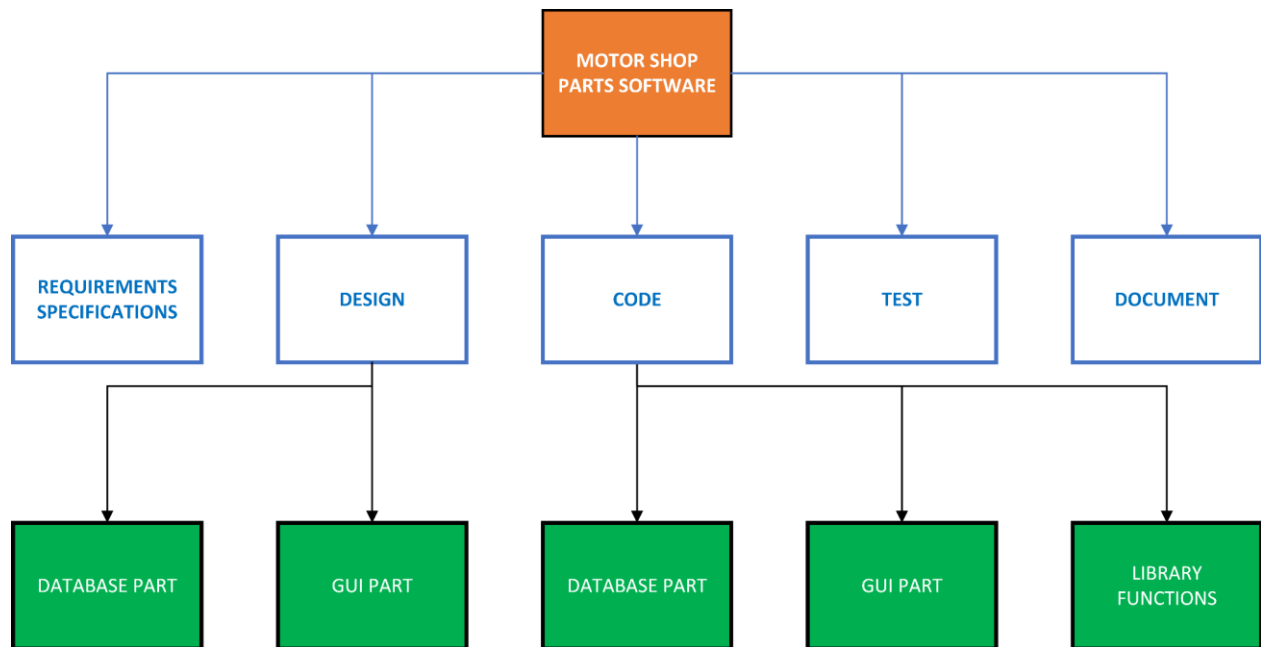 MOTOR SHOP
PARTS SOFTWARE
REQUIREMENTS
SPECIFICATIONS
DESIGN
CODE
TEST
DOCUMENT
DATABASE PART
GUI PART
DATABASE PART
GUI PART
LIBRARY
FUNCTIONS